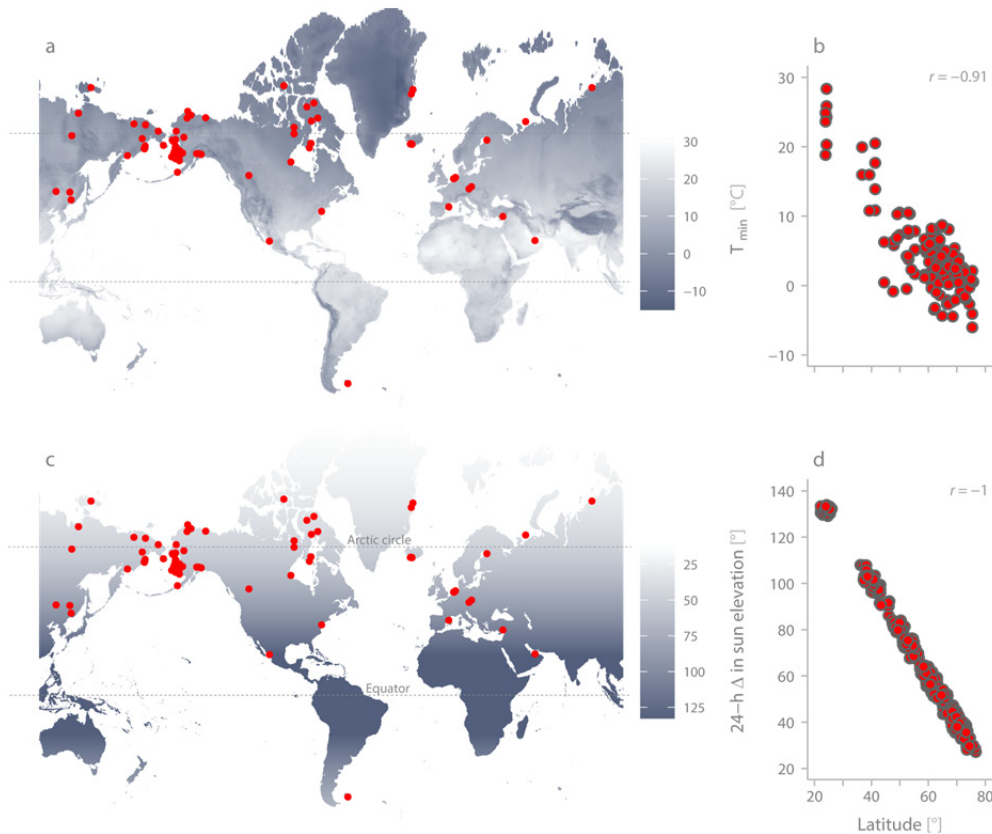 a
30
20
10
0
−10
T min [°C]
b
r = −0.91
30
20
10
0
−10
c
Arctic circle
Equator
25
50
75
100
125
24−h Δ in sun elevation [°]
d
r = −1
140
120
100
80
60
40
20
20 40 60 80
Latitude [°]